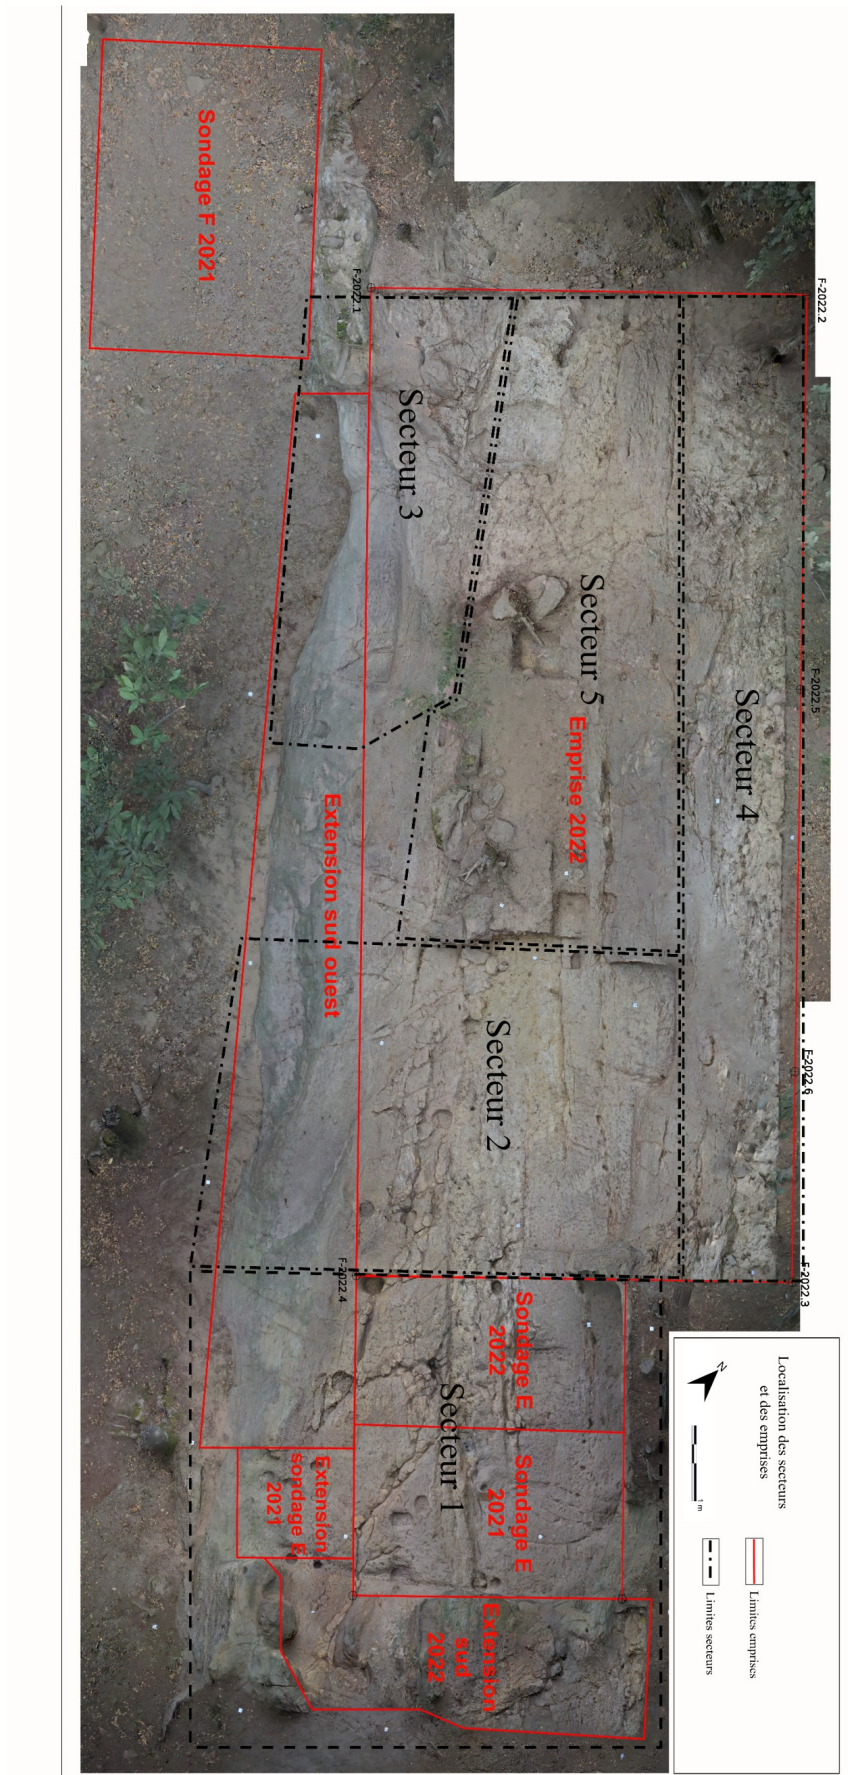 Sondage F 2021
F-2022.1
F-2022.2
Secteur 3
Secteur 5
Emprise 2022
Secteur 4
F-2022.5
Extension sud ouest
Secteur 2
F-2022.6
F-2022.4
F-2022.3
Sondage E
2022
Secteur 1
Sondage E
2021
Extension
sondage E
2021
Extension
sud
2022
Localisation des secteurs
et des emprises
N
1 m
Limites emprises
Limites secteurs